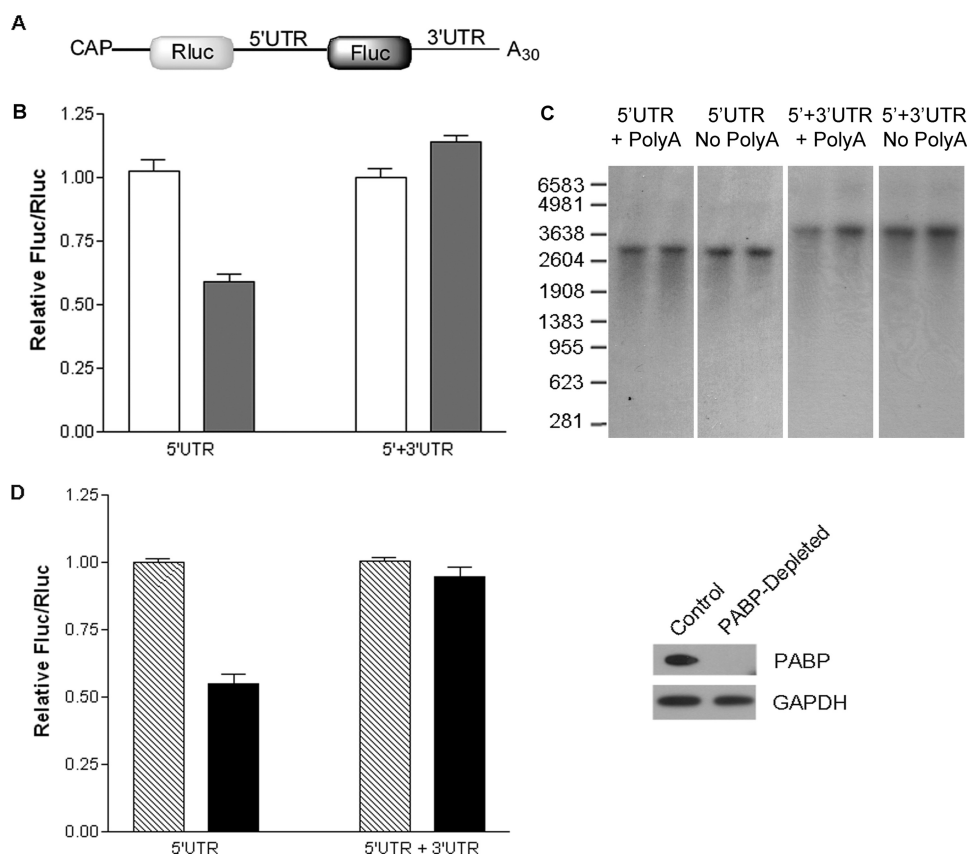 A
CAP
Rluc
5'UTR
Fluc
3'UTR
A30
B
Relative Fluc/Rluc
1.25
1.00
0.75
0.50
0.25
0.00
5'UTR
5'+3'UTR
C
5'UTR
+ PolyA
5'UTR
No PolyA
5'+3'UTR
+ PolyA
5'+3'UTR
No PolyA
6583
4981
3638
2604
1908
1383
955
623
281
D
Relative Fluc/Rluc
1.25
1.00
0.75
0.50
0.25
0.00
5'UTR
5'UTR + 3'UTR
Control
PABP-Depleted
PABP
GAPDH